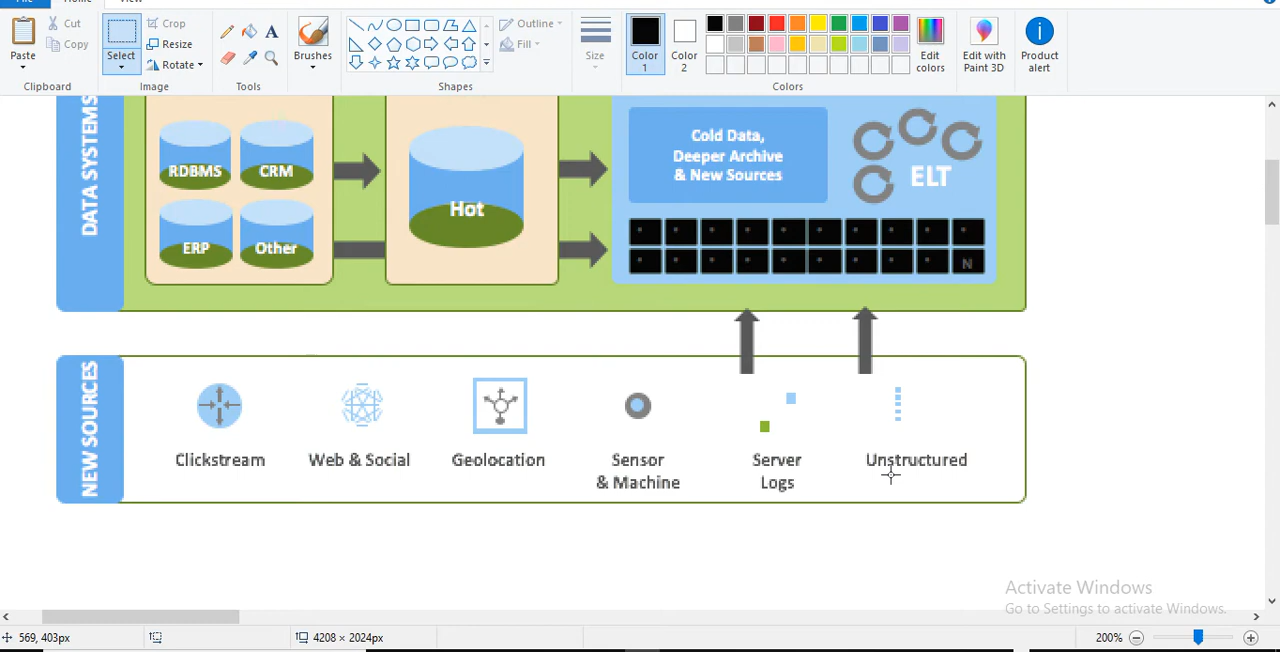 File
Home
View
Paste
Cut
Copy
Clipboard
Select
Crop
Resize
Rotate
Image
Tools
Brushes
Shapes
Outline
Fill
Size
Color
1
Color
2
Colors
Edit
colors
Edit with
Paint 3D
Product
alert
DATA SYSTEMS
RDBMS
CRM
ERP
Other
Hot
Cold Data,
Deeper Archive
& New Sources
ELT
N
NEW SOURCES
Clickstream
Web & Social
Geolocation
Sensor
& Machine
Server
Logs
Unstructured
Activate Windows
Go to Settings to activate Windows.
569, 403px
4208 × 2024px
200%